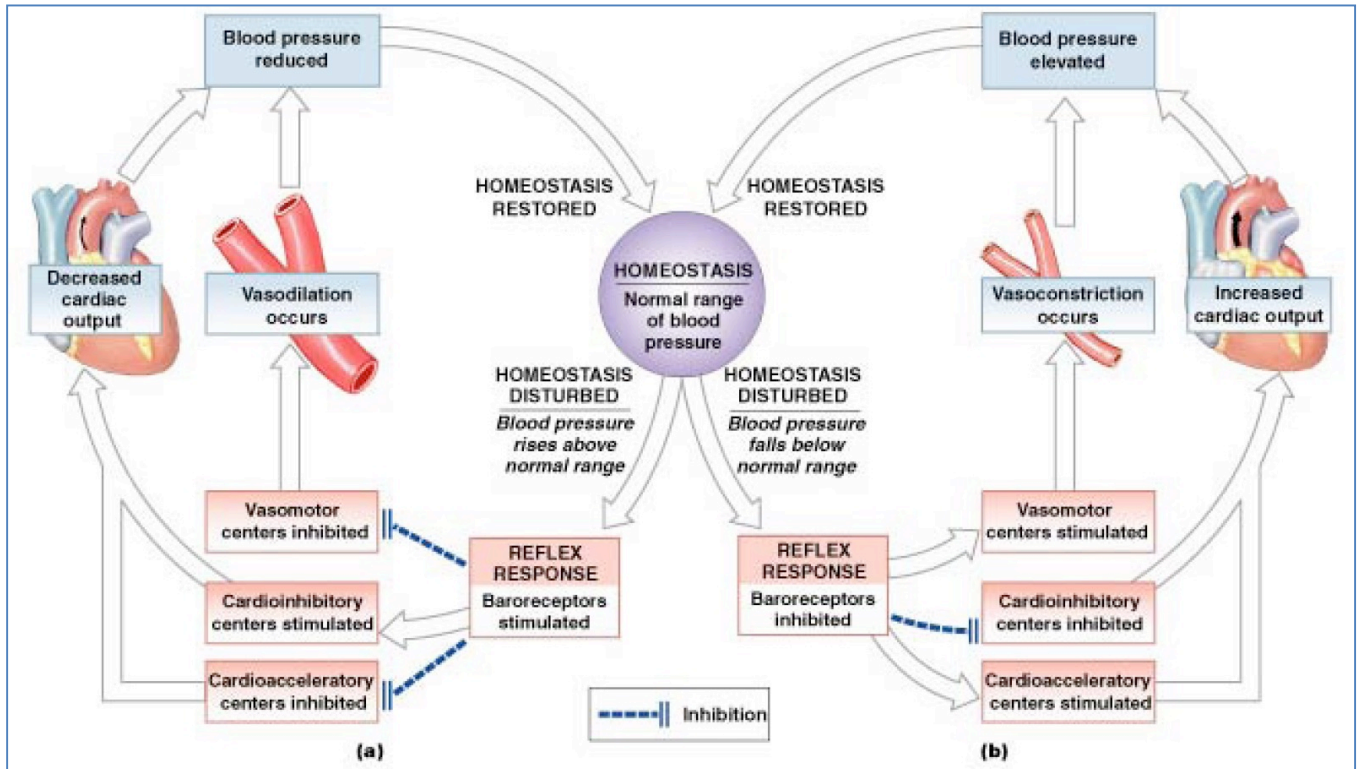 Blood pressure
reduced
Blood pressure
elevated
HOMEOSTASIS
RESTORED
HOMEOSTASIS
RESTORED
Decreased
cardiac
output
Vasodilation
occurs
HOMEOSTASIS
Normal range
of blood
pressure
Vasoconstriction
occurs
Increased
cardiac output
HOMEOSTASIS
DISTURBED
Blood pressure
rises above
normal range
HOMEOSTASIS
DISTURBED
Blood pressure
falls below
normal range
Vasomotor
centers inhibited
Cardioinhibitory
centers stimulated
Cardioacceleratory
centers inhibited
REFLEX
RESPONSE
Baroreceptors
stimulated
REFLEX
RESPONSE
Baroreceptors
inhibited
Vasomotor
centers stimulated
Cardioinhibitory
centers inhibited
Cardioacceleratory
centers stimulated
Inhibition
(a)
(b)